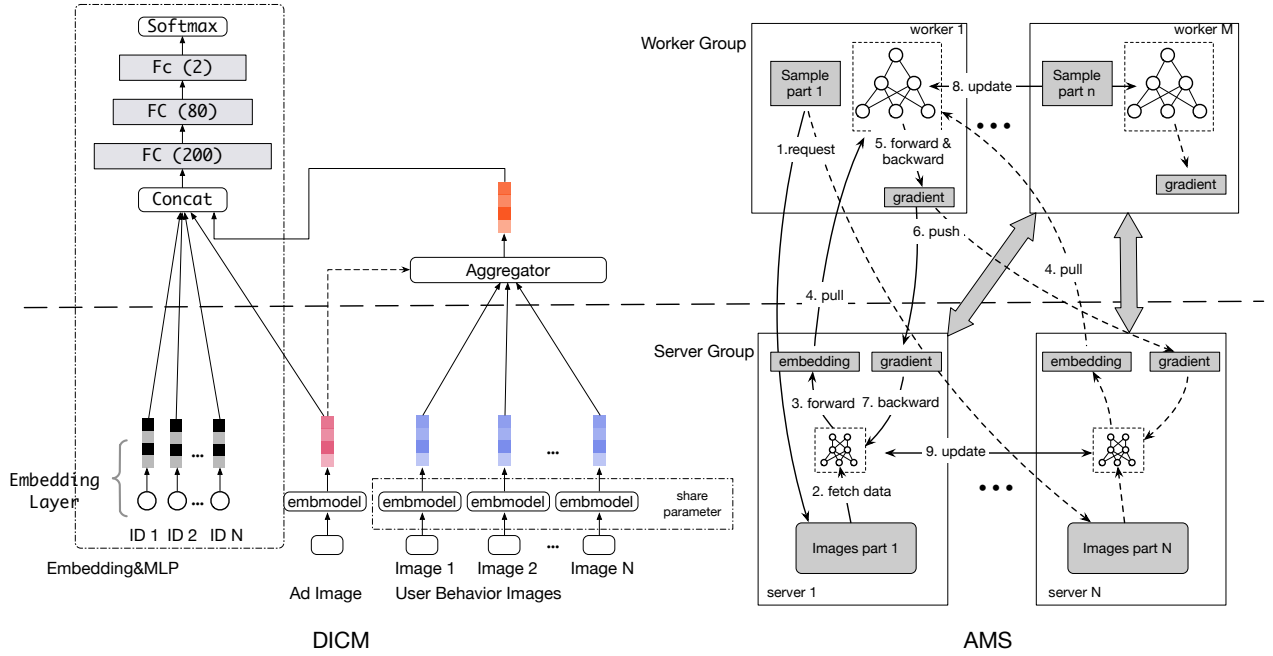 Softmax
Fc (2)
FC (80)
FC (200)
Concat
Aggregator
Embedding
Layer
...
...
...
embmodel
embmodel
embmodel
embmodel
share
parameter
ID 1
ID 2
ID N
...
Embedding&MLP
Ad Image
Image 1
Image 2
Image N
User Behavior Images
DICM
Worker Group
worker 1
worker M
Sample
part 1
Sample
part n
8. update
1.request
5. forward &
backward
gradient
gradient
6. push
4. pull
4. pull
Server Group
embedding
gradient
embedding
gradient
3. forward
7. backward
9. update
2. fetch data
Images part 1
Images part N
server 1
server N
AMS